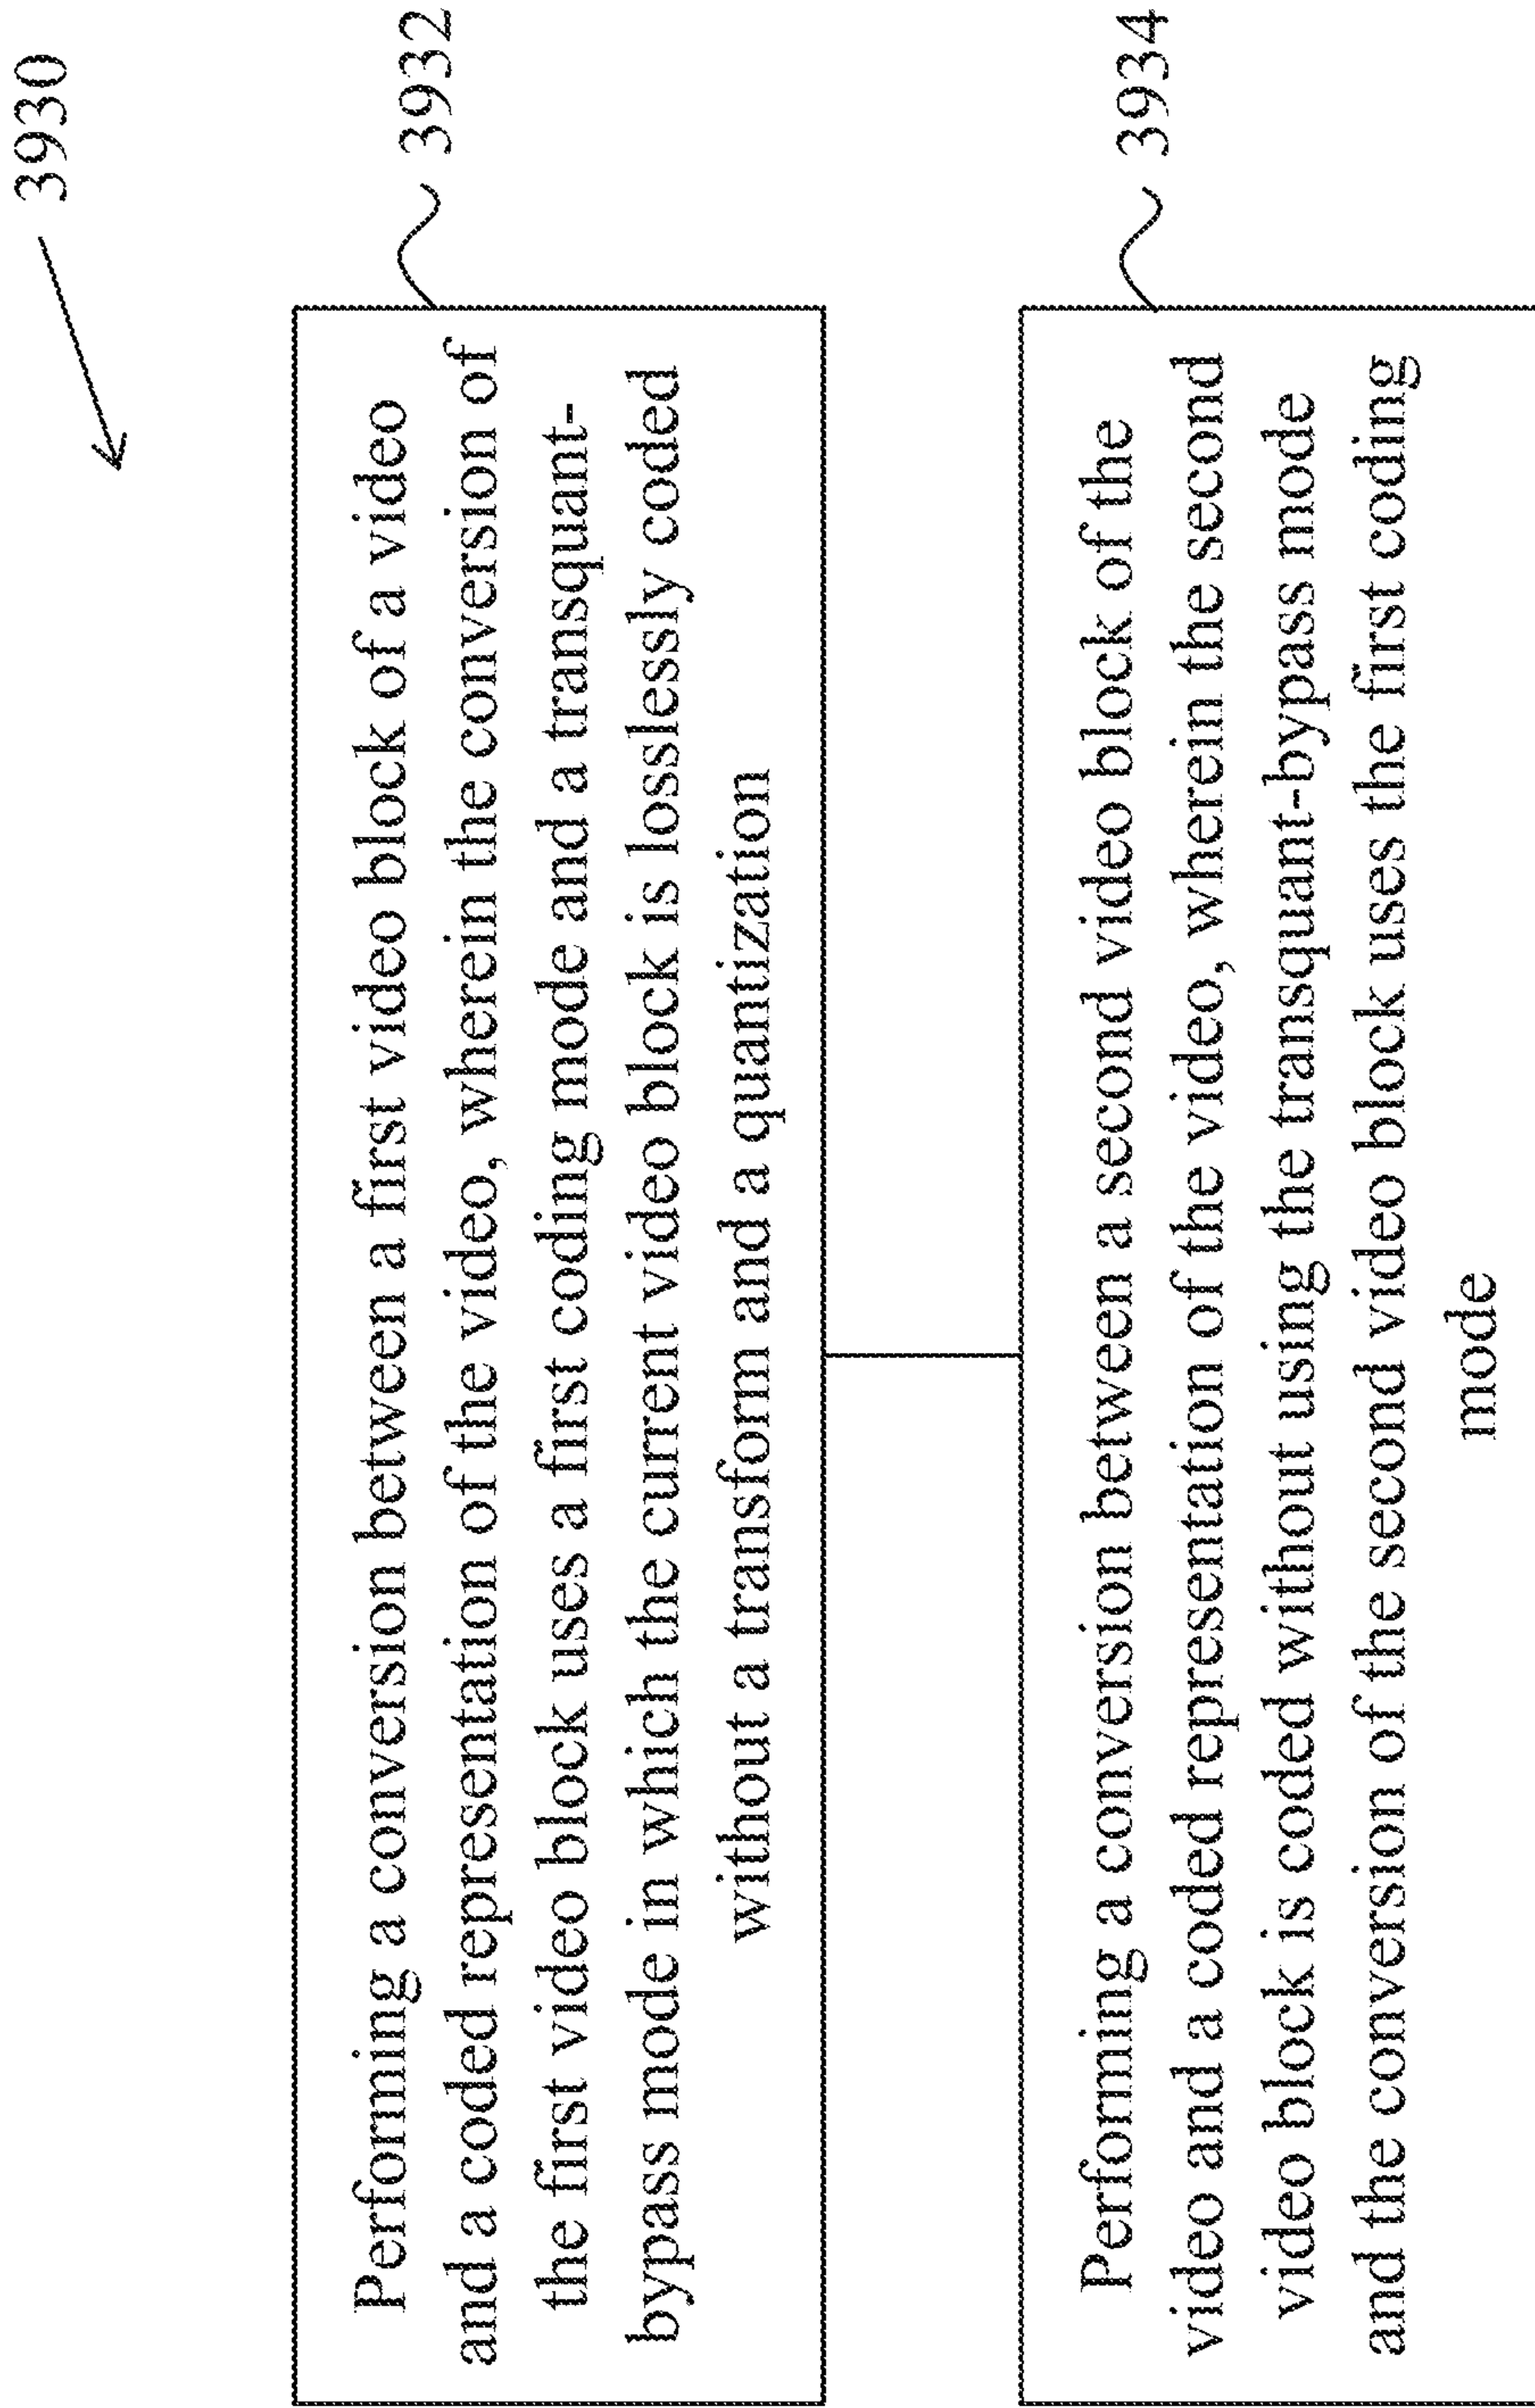 3930
3932
Performing a conversion between a first video block of a video
and a coded representation of the video, wherein the conversion of
the first video block uses a first coding mode and a transquant-
bypass mode in which the current video block is losslessly coded
without a transform and a quantization
3934
Performing a conversion between a second video block of the
video and a coded representation of the video, wherein the second
video block is coded without using the transquant-bypass mode
and the conversion of the second video block uses the first coding
mode